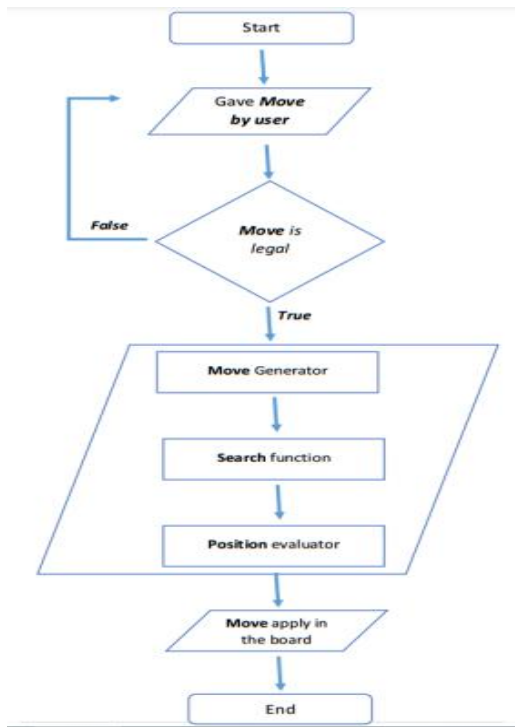 Start
Gave Move
by user
False
Move is
legal
True
Move Generator
Search function
Position evaluator
Move apply in
the board
End